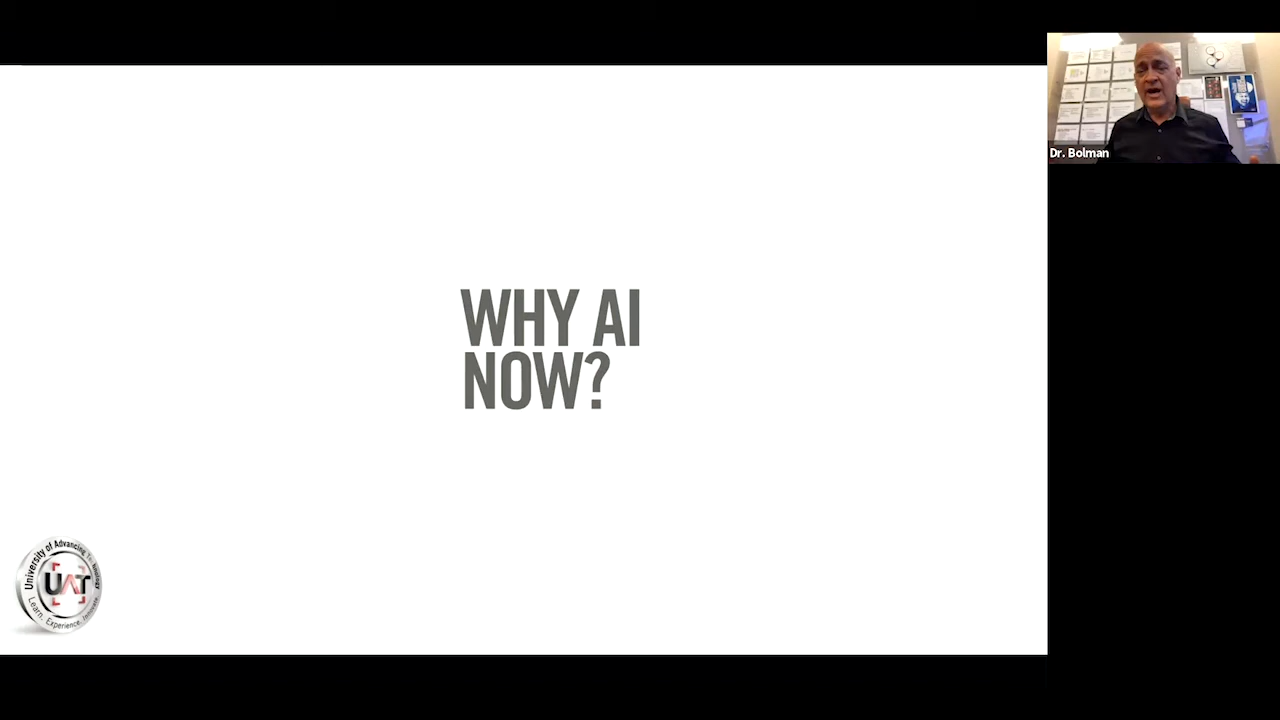 WHY AI
NOW?
Dr. Bolman
University of Advancing Technology
UAT
Learn. Experience. Innovate.